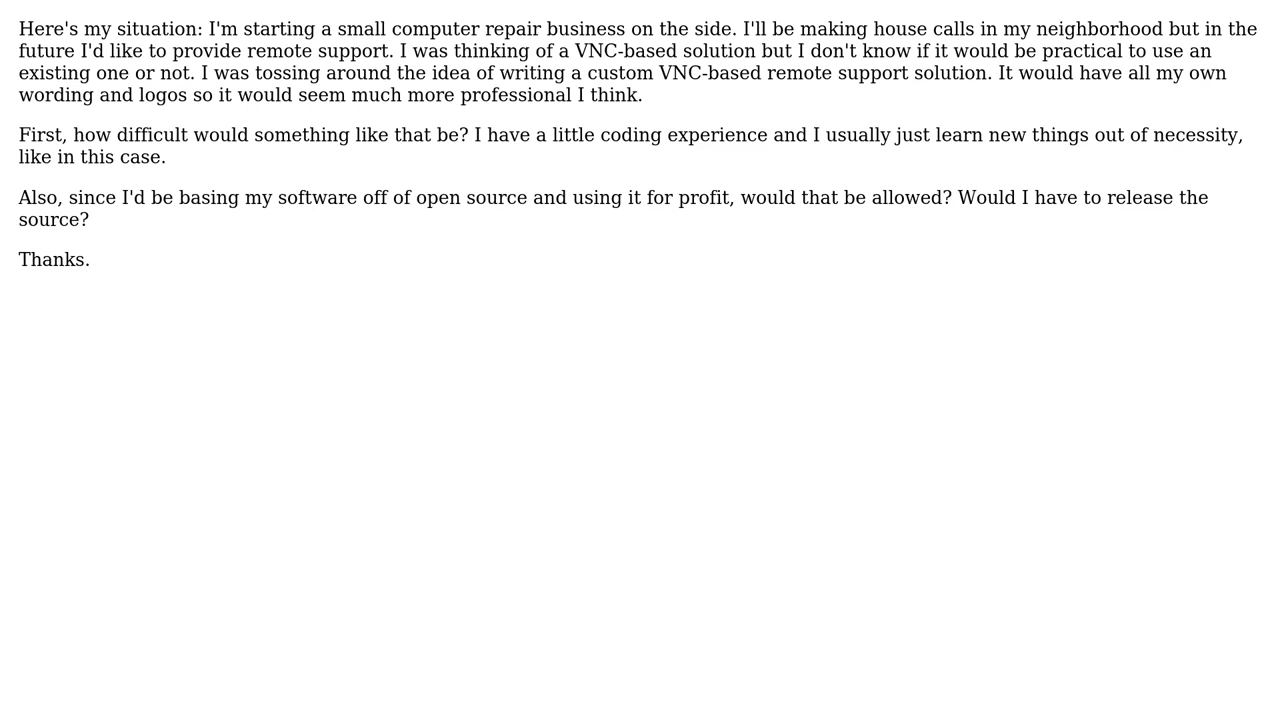 Here's my situation: I'm starting a small computer repair business on the side. I'll be making house calls in my neighborhood but in the
future I'd like to provide remote support. I was thinking of a VNC-based solution but I don't know if it would be practical to use an
existing one or not. I was tossing around the idea of writing a custom VNC-based remote support solution. It would have all my own
wording and logos so it would seem much more professional I think.
First, how difficult would something like that be? I have a little coding experience and I usually just learn new things out of necessity,
like in this case.
Also, since I'd be basing my software off of open source and using it for profit, would that be allowed? Would I have to release the
source?
Thanks.